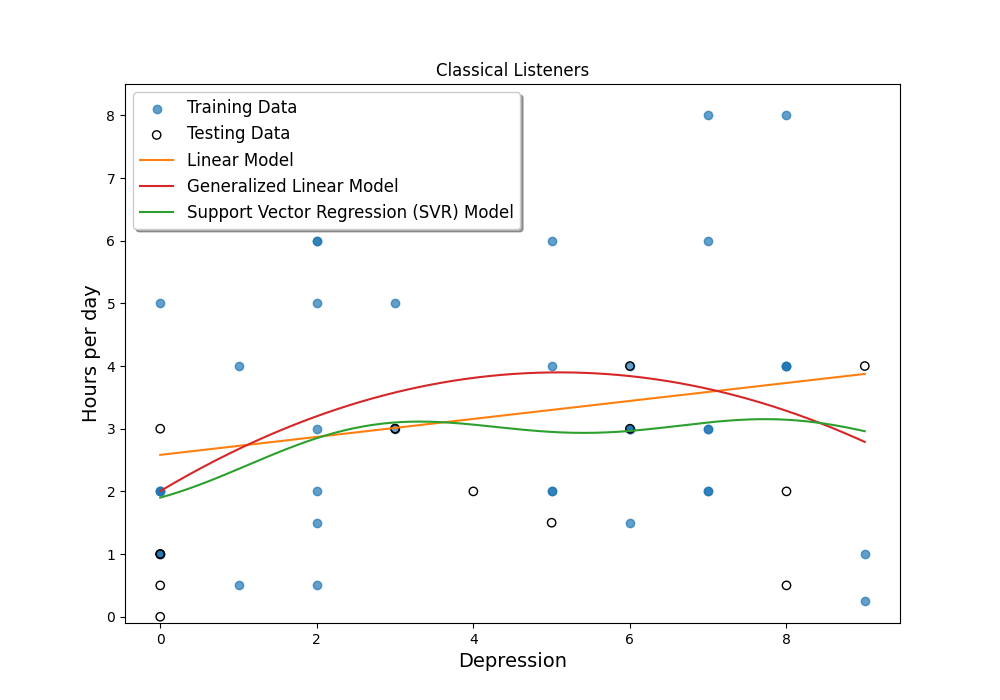 Classical Listeners
Training Data
Testing Data
Linear Model
Generalized Linear Model
Support Vector Regression (SVR) Model
8
7
6
5
4
3
2
1
0
Hours per day
0 2 4 6 8
Depression